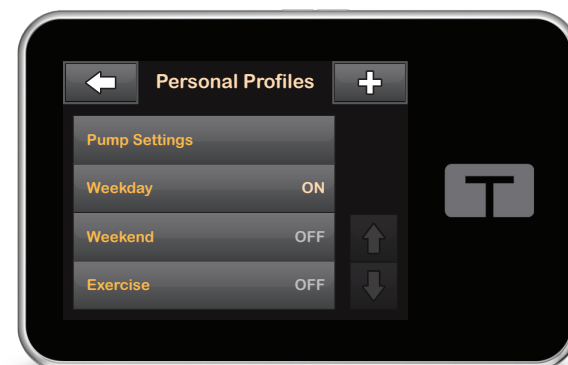 Personal Profiles
Pump Settings
Weekday ON
Weekend OFF
Exercise OFF
T